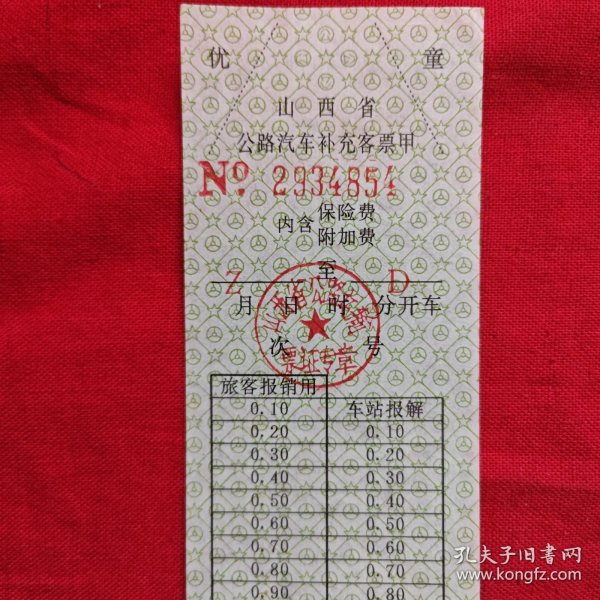 优 童
山西省
公路汽车补充客票甲
No 2934854
内含 保险费
附加费
至
Z D
月 日 时 分开车
次 号
旅客报销用 车站报解
0.10
0.20 0.10
0.30 0.20
0.40 0.30
0.50 0.40
0.60 0.50
0.70 0.60
0.80 0.70
0.90 0.80
孔夫子旧书网
www.kongfz.com